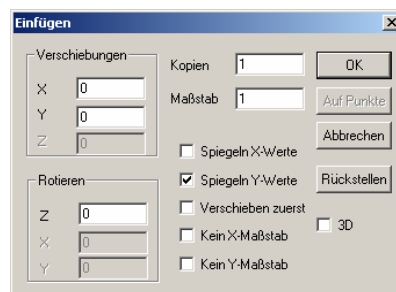 Einfügen
Verschiebungen
X 0
Y 0
Z 0
Rotieren
Z 0
X 0
Y 0
Kopien 1
Maßstab 1
Spiegeln X-Werte
Spiegeln Y-Werte
Verschieben zuerst
Kein X-Maßstab
Kein Y-Maßstab
OK
Auf Punkte
Abbrechen
Rückstellen
3D